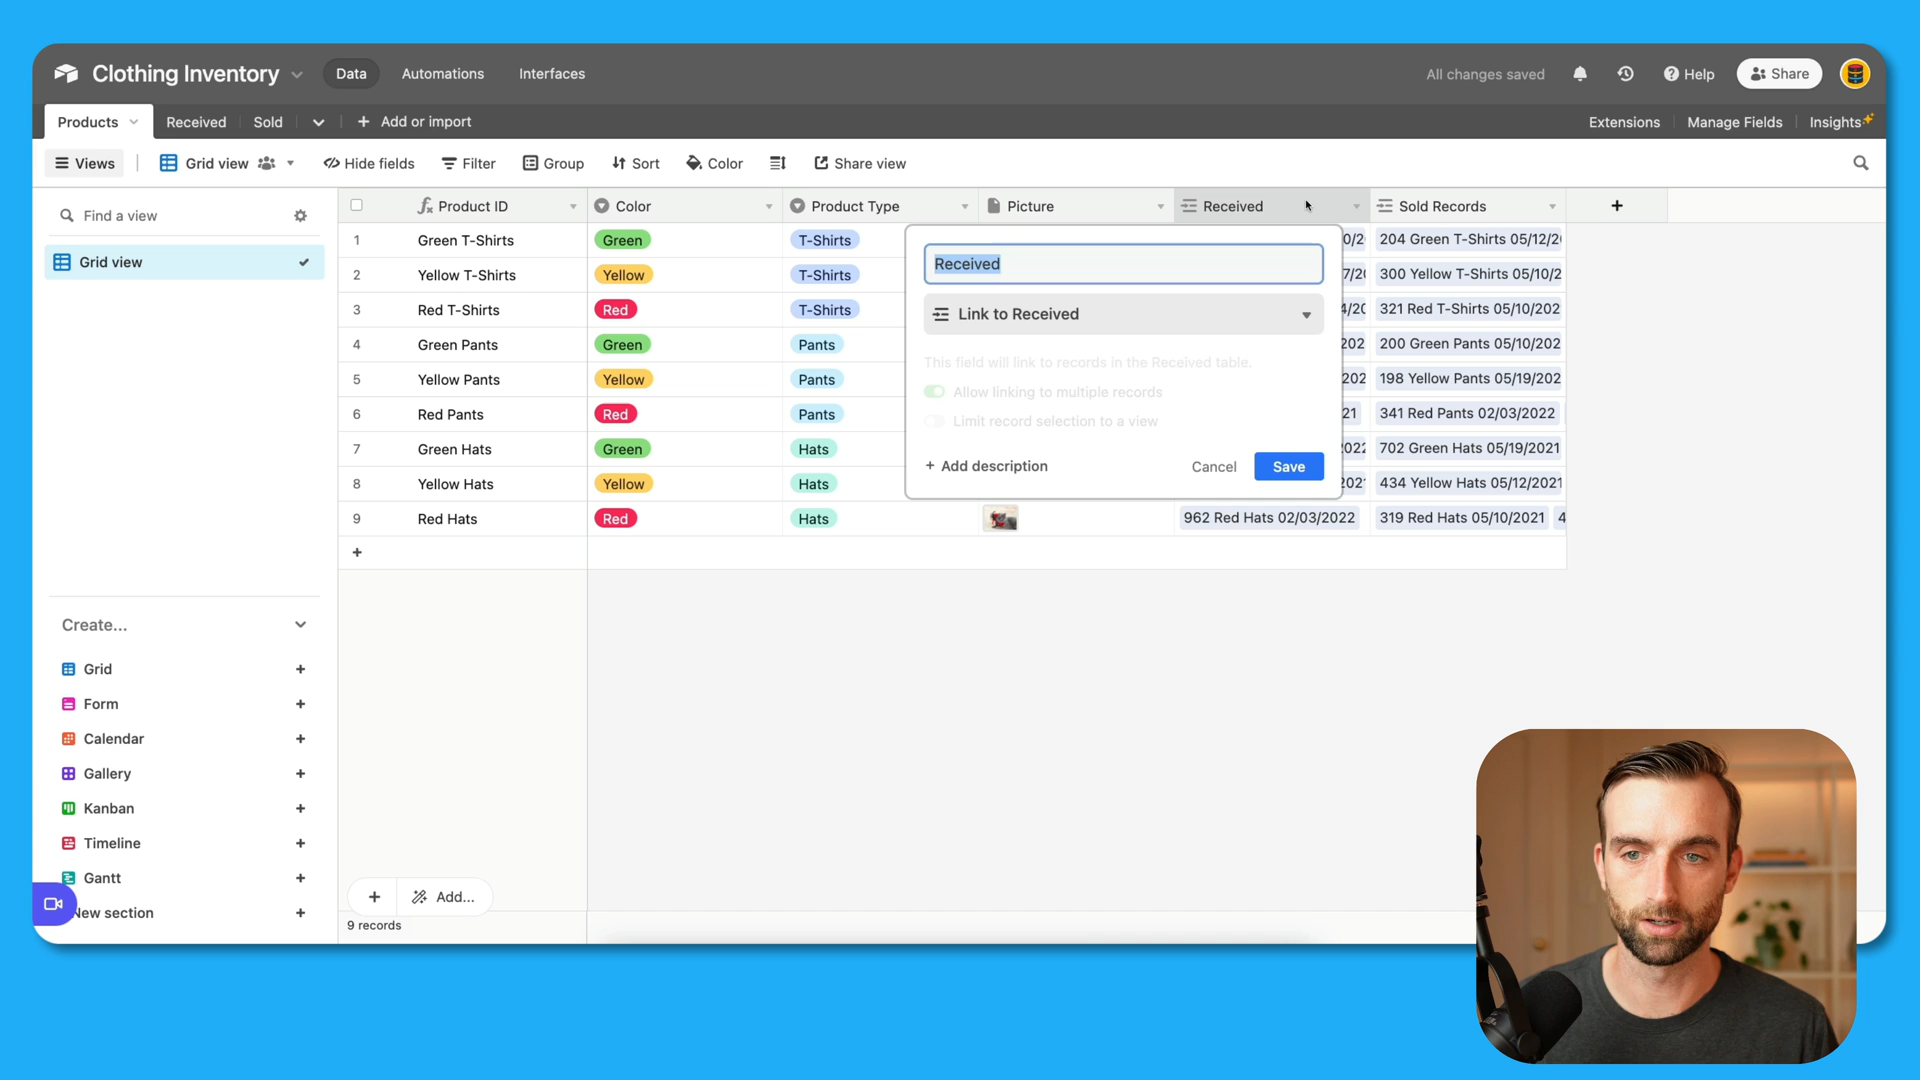 Clothing Inventory Data Automations Interfaces All changes saved Help Share
Products Received Sold + Add or import Extensions Manage Fields Insights
Views Grid view Hide fields Filter Group Sort Color Share view
Find a view
Grid view
Product ID Color Product Type Picture Received Sold Records +
1 Green T-Shirts Green T-Shirts 204 Green T-Shirts 05/12/2
2 Yellow T-Shirts Yellow T-Shirts 300 Yellow T-Shirts 05/10/2
3 Red T-Shirts Red T-Shirts 321 Red T-Shirts 05/10/202
4 Green Pants Green Pants 202 200 Green Pants 05/10/202
5 Yellow Pants Yellow Pants 202 198 Yellow Pants 05/19/202
6 Red Pants Red Pants 21 341 Red Pants 02/03/2022
7 Green Hats Green Hats 702 Green Hats 05/19/2021
8 Yellow Hats Yellow Hats 434 Yellow Hats 05/12/2021
9 Red Hats Red Hats 962 Red Hats 02/03/2022 319 Red Hats 05/10/2021 4
+
Received
Link to Received
This field will link to records in the Received table.
Allow linking to multiple records
Limit record selection to a view
+ Add description Cancel Save
Create...
Grid +
Form +
Calendar +
Gallery +
Kanban +
Timeline +
Gantt +
New section +
+ Add...
9 records